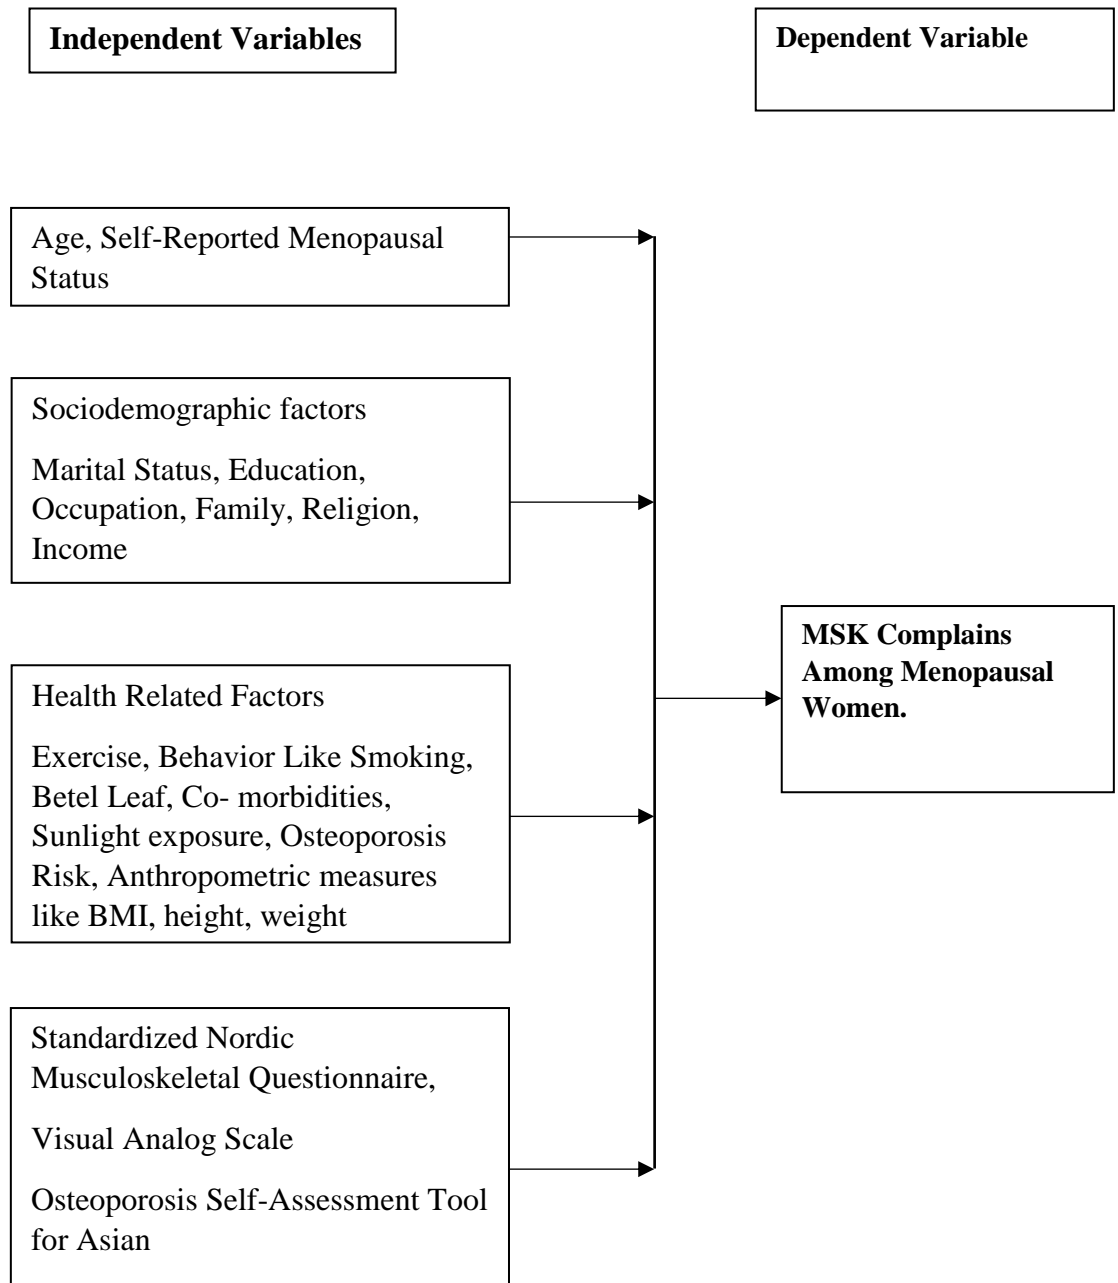 Independent Variables
Dependent Variable
Age, Self-Reported Menopausal
Status
Sociodemographic factors
Marital Status, Education,
Occupation, Family, Religion,
Income
Health Related Factors
Exercise, Behavior Like Smoking,
Betel Leaf, Co- morbidities,
Sunlight exposure, Osteoporosis
Risk, Anthropometric measures
like BMI, height, weight
Standardized Nordic
Musculoskeletal Questionnaire,
Visual Analog Scale
Osteoporosis Self-Assessment Tool
for Asian
MSK Complains
Among Menopausal
Women.